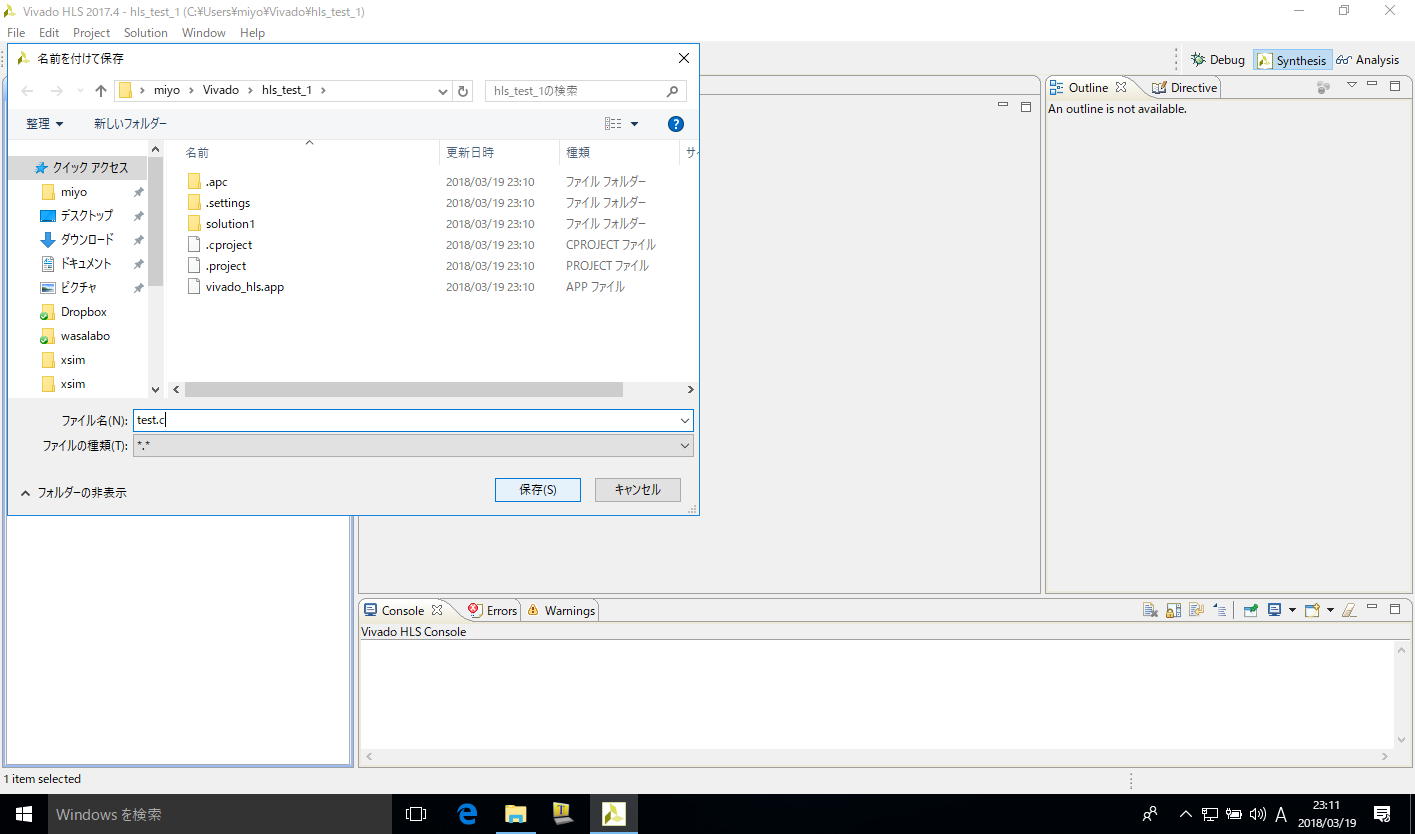 Vivado HLS 2017.4 - hls_test_1 (C:¥Users¥miyo¥Vivado¥hls_test_1)
File Edit Project Solution Window Help
名前を付けて保存
miyo Vivado hls_test_1
hls_test_1の検索
整理 新しいフォルダー
?
クイック アクセス
miyo
デスクトップ
ダウンロード
ドキュメント
ピクチャ
Dropbox
wasalabo
xsim
xsim
名前 更新日時 種類 サ
.apc 2018/03/19 23:10 ファイル フォルダー
.settings 2018/03/19 23:10 ファイル フォルダー
solution1 2018/03/19 23:10 ファイル フォルダー
.cproject 2018/03/19 23:10 CPROJECT ファイル
.project 2018/03/19 23:10 PROJECT ファイル
vivado_hls.app 2018/03/19 23:10 APP ファイル
ファイル名(N): test.c
ファイルの種類(T): *.*
フォルダーの非表示
保存(S) キャンセル
Debug Synthesis Analysis
Outline Directive
An outline is not available.
Console Errors Warnings
Vivado HLS Console
1 item selected
Windows を検索
A
23:11
2018/03/19